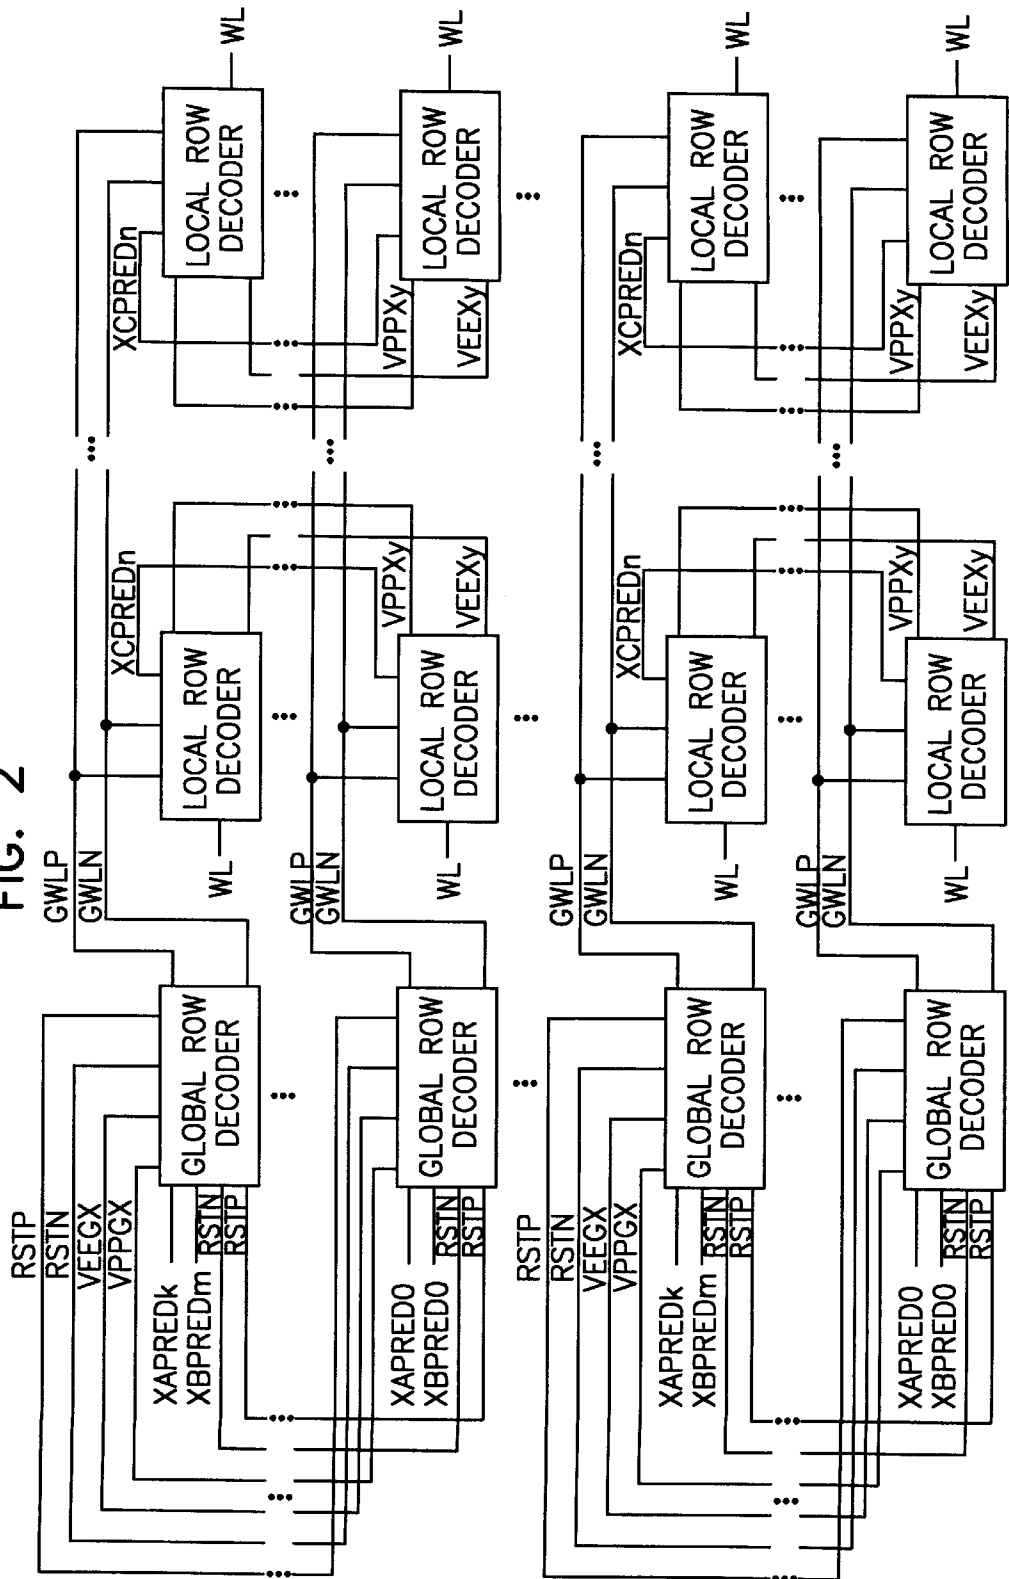 FIG. 2
RSTP
RSTN
VEEGX
VPPGX
XAPREDk
XBPREDm
RSTN
RSTP
GLOBAL ROW
DECODER
GWLP
GWLN
WL
LOCAL ROW
DECODER
XCPREDn
XCPREDn
LOCAL ROW
DECODER
WL
XAPRED0
XBPRED0
RSTN
RSTP
GLOBAL ROW
DECODER
GWLP
GWLN
WL
LOCAL ROW
DECODER
VPPXy
VEEXy
VPPXy
VEEXy
LOCAL ROW
DECODER
WL
RSTP
RSTN
VEEGX
VPPGX
XAPREDk
XBPREDm
RSTN
RSTP
GLOBAL ROW
DECODER
GWLP
GWLN
WL
LOCAL ROW
DECODER
XCPREDn
XCPREDn
LOCAL ROW
DECODER
WL
XAPRED0
XBPRED0
RSTN
RSTP
GLOBAL ROW
DECODER
GWLP
GWLN
WL
LOCAL ROW
DECODER
VPPXy
VEEXy
VPPXy
VEEXy
LOCAL ROW
DECODER
WL